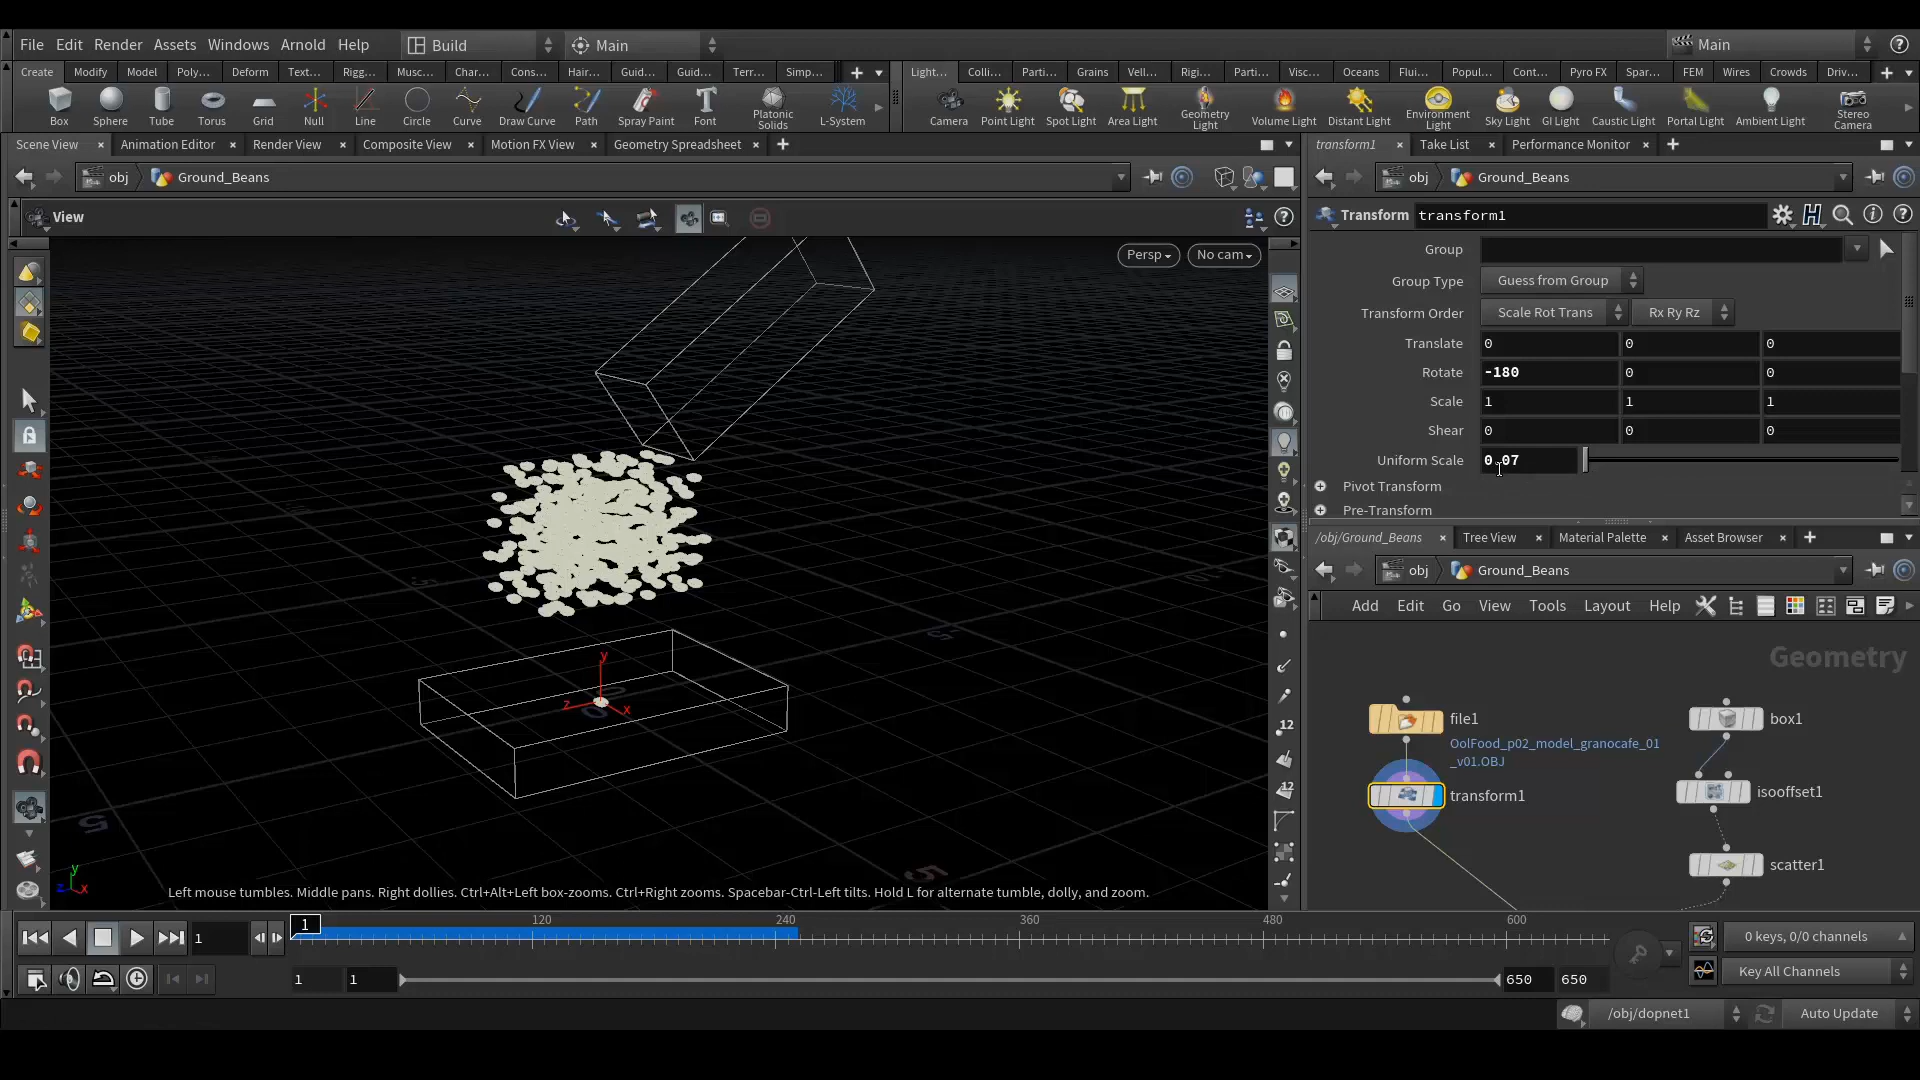 File Edit Render Assets Windows Arnold Help Build Main Main
Create Modify Model Poly... Deform Text... Rigg... Musc... Char... Cons... Hair... Guid... Guid... Terr... Simp... Light... Colli... Parti... Grains Vell... Rigi... Parti... Visc... Oceans Flui... Popul... Cont... Pyro FX Spar... FEM Wires Crowds Driv...
Box Sphere Tube Torus Grid Null Line Circle Curve Draw Curve Path Spray Paint Font Platonic Solids L-System Camera Point Light Spot Light Area Light Geometry Light Volume Light Distant Light Environment Light Sky Light GI Light Caustic Light Portal Light Ambient Light Stereo Camera
Scene View Animation Editor Render View Composite View Motion FX View Geometry Spreadsheet
obj Ground_Beans
View
Persp No cam
y
z
x
12
12
5
5
y
z
x
Left mouse tumbles. Middle pans. Right dollies. Ctrl+Alt+Left box-zooms. Ctrl+Right zooms. Spacebar-Ctrl-Left tilts. Hold L for alternate tumble, dolly, and zoom.
transform1 Take List Performance Monitor
obj Ground_Beans
Transform transform1
Group
Group Type Guess from Group
Transform Order Scale Rot Trans Rx Ry Rz
Translate 0 0 0
Rotate -180 0 0
Scale 1 1 1
Shear 0 0 0
Uniform Scale 0.07
Pivot Transform
Pre-Transform
/obj/Ground_Beans Tree View Material Palette Asset Browser
obj Ground_Beans
Add Edit Go View Tools Layout Help
Geometry
file1
OolFood_p02_model_granocafe_01
_v01.OBJ
transform1
box1
isooffset1
scatter1
1 1 120 240 360 480 600
1 1 650 650
0 keys, 0/0 channels
Key All Channels
/obj/dopnet1 Auto Update